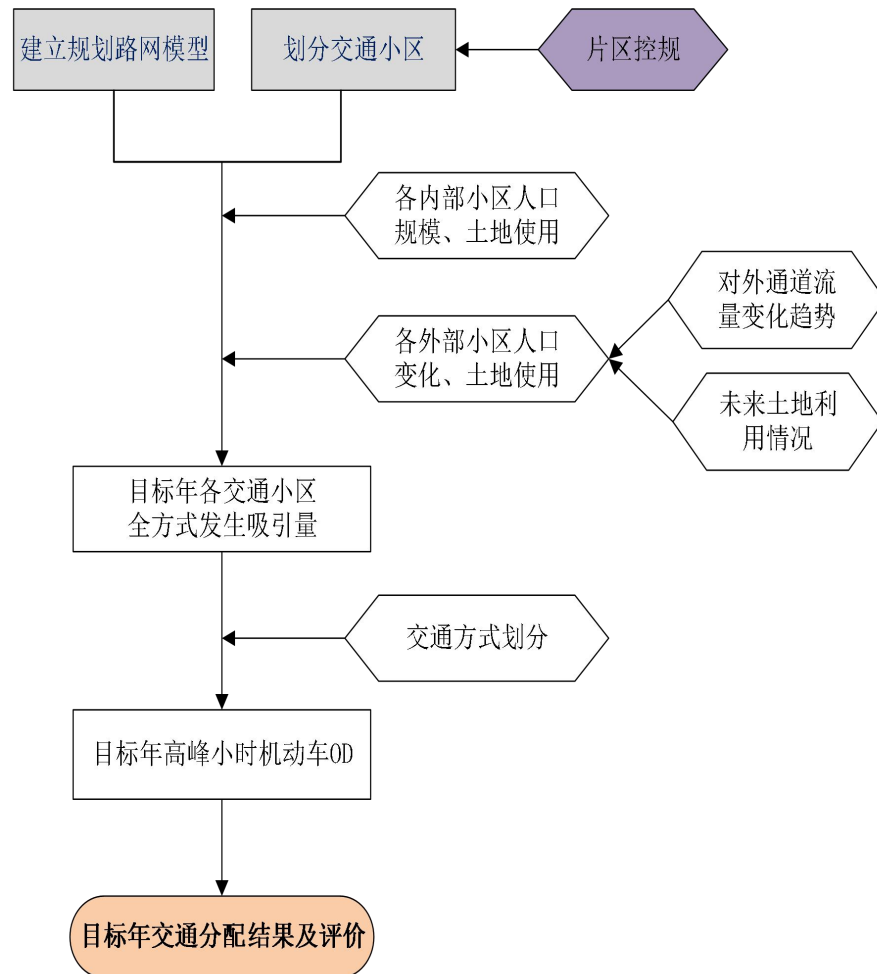 建立规划路网模型
划分交通小区
片区控规
各内部小区人口
规模、土地使用
对外通道流
量变化趋势
各外部小区人口
变化、土地使用
未来土地利
用情况
目标年各交通小区
全方式发生吸引量
交通方式划分
目标年高峰小时机动车OD
目标年交通分配结果及评价